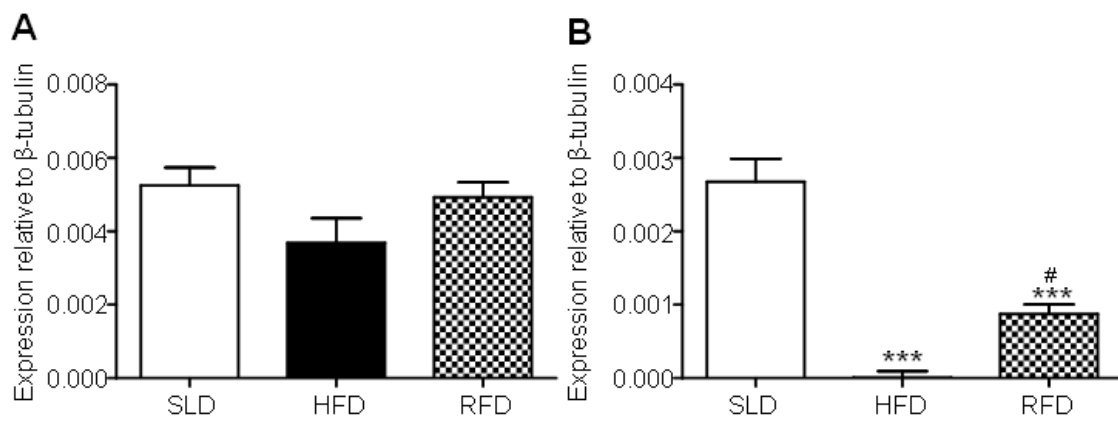 A
Expression relative to β-tubulin
0.008
0.006
0.004
0.002
0.000
SLD HFD RFD
B
Expression relative to β-tubulin
0.004
0.003
0.002
0.001
0.000
***
#
***
SLD HFD RFD